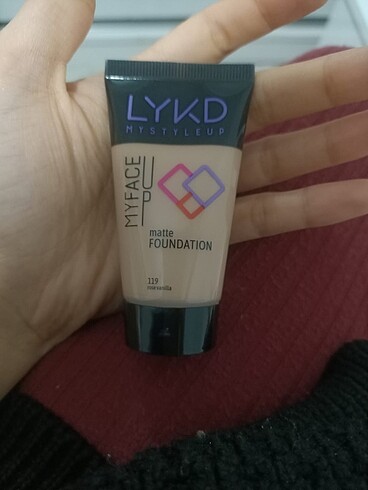 LYKD
MYSTYLEUP
MYFACE
UP
matte
FOUNDATION
119